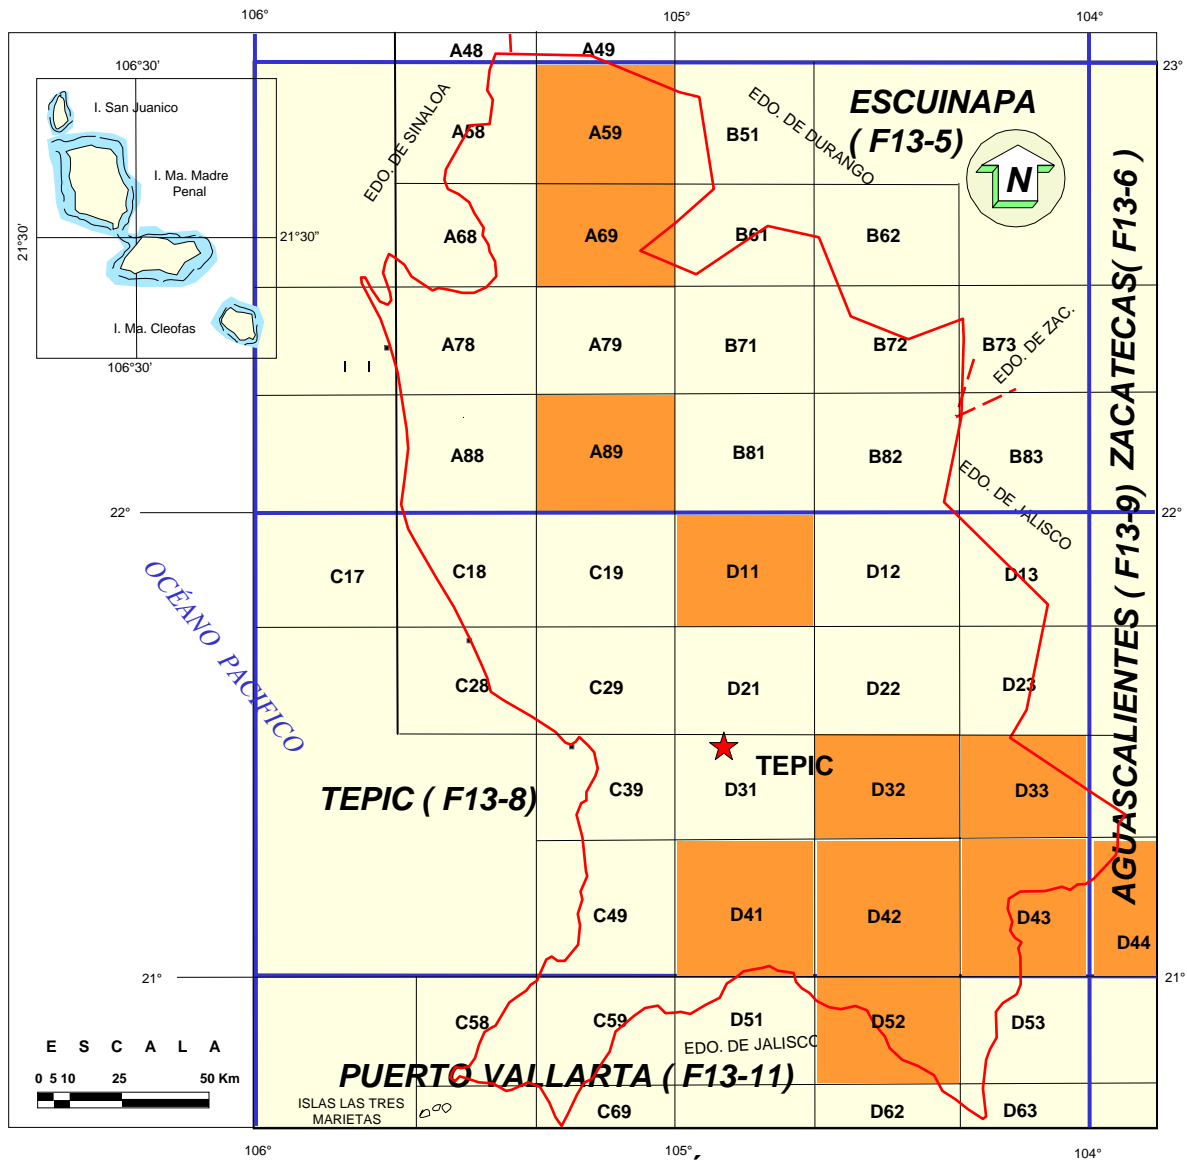 106°
105°
104°
A48
A49
23°
106°30'
I. San Juanico
I. Ma. Madre
Penal
21°30'
21°30"
I. Ma. Cleofas
106°30'
EDO. DE SINALOA
EDO. DE DURANGO
ESCUINAPA
( F13-5)
N
A58
A59
B51
A68
A69
B61
B62
A78
A79
B71
B72
B73
EDO. DE ZAC.
A88
A89
B81
B82
B83
EDO. DE JALISCO
ZACATECAS( F13-6 )
AGUASCALIENTES ( F13-9)
22°
22°
OCÉANO PACIFICO
C17
C18
C19
D11
D12
D13
C28
C29
D21
D22
D23
TEPIC
TEPIC ( F13-8)
C39
D31
D32
D33
C49
D41
D42
D43
D44
21°
21°
C58
C59
D51
D52
D53
EDO. DE JALISCO
E S C A L A
0 5 10 25 50 Km
PUERTO VALLARTA ( F13-11)
ISLAS LAS TRES
MARIETAS
C69
D62
D63
106°
105°
104°